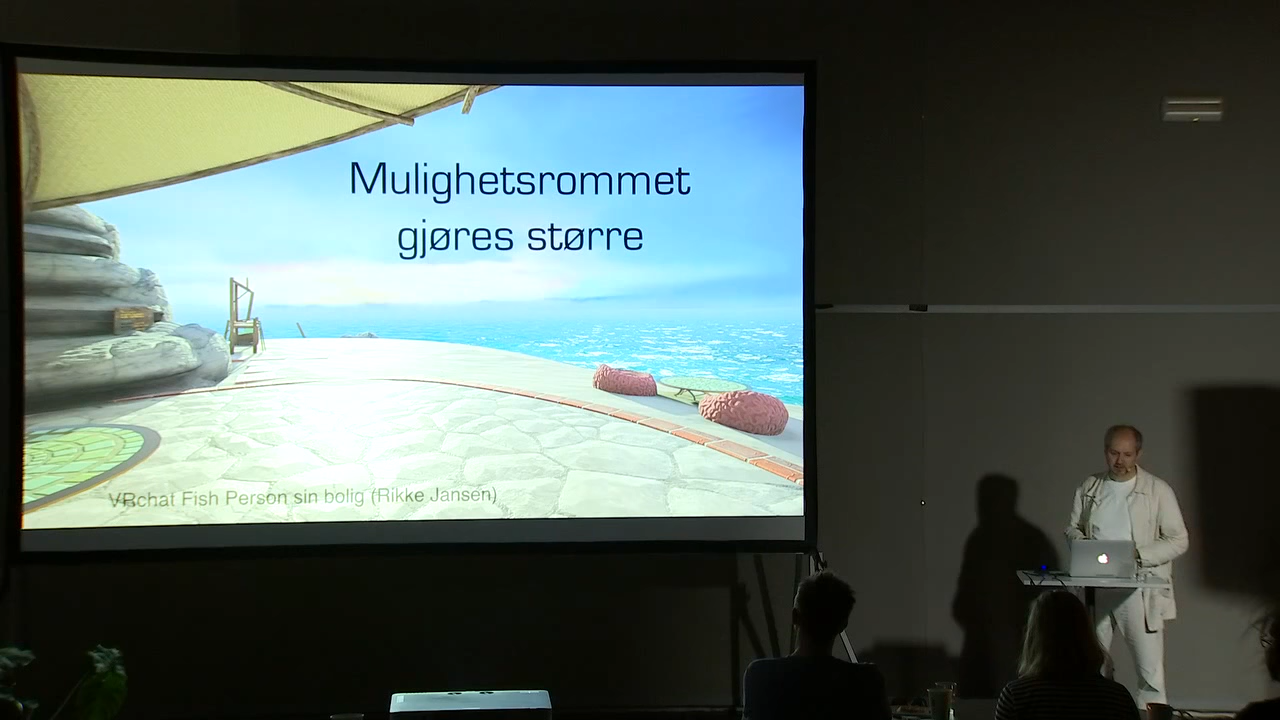 Mulighetsrommet
gjøres større
VRchat Fish Person sin bolig (Rikke Jansen)